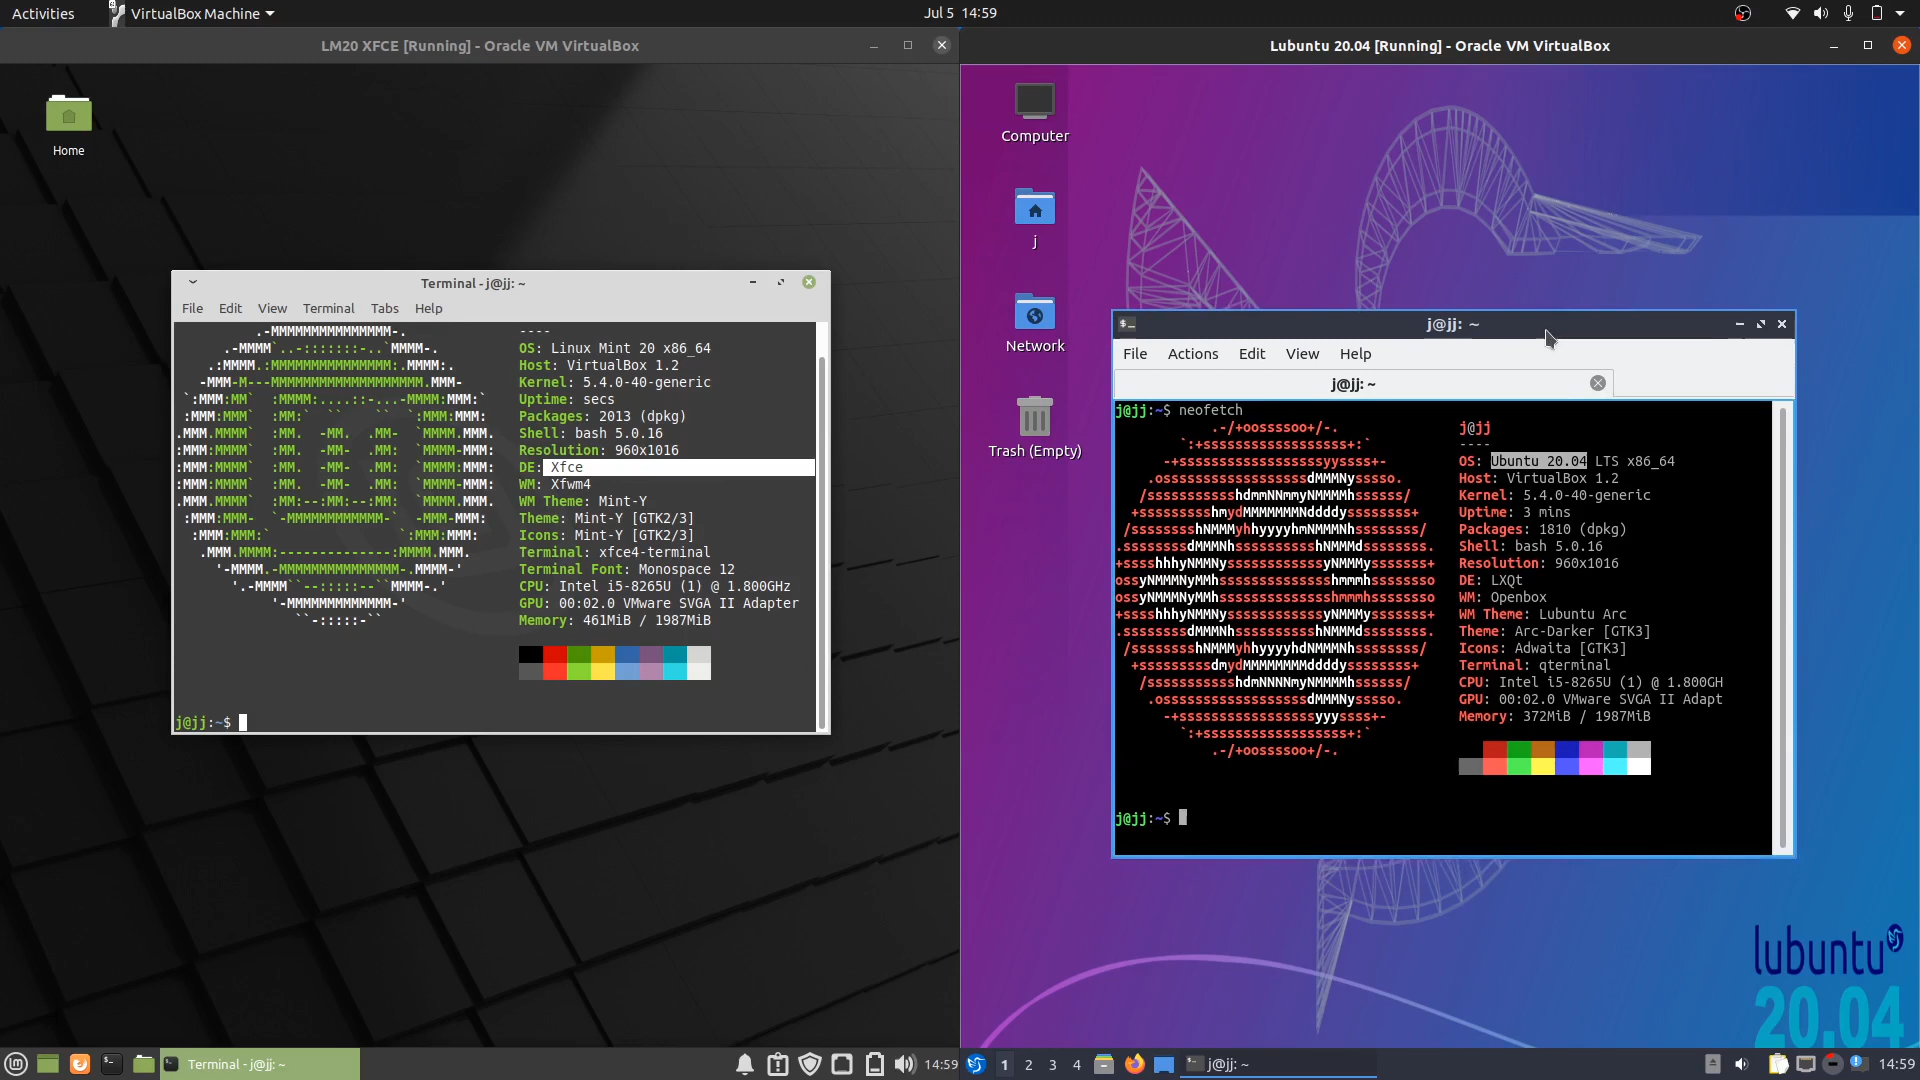 Activities
VirtualBox Machine
Jul 5 14:59
LM20 XFCE [Running] - Oracle VM VirtualBox
Home
Terminal - j@jj: ~
File Edit View Terminal Tabs Help
----
OS: Linux Mint 20 x86_64
Host: VirtualBox 1.2
Kernel: 5.4.0-40-generic
Uptime: secs
Packages: 2013 (dpkg)
Shell: bash 5.0.16
Resolution: 960x1016
DE: Xfce
WM: Xfwm4
WM Theme: Mint-Y
Theme: Mint-Y [GTK2/3]
Icons: Mint-Y [GTK2/3]
Terminal: xfce4-terminal
Terminal Font: Monospace 12
CPU: Intel i5-8265U (1) @ 1.800GHz
GPU: 00:02.0 VMware SVGA II Adapter
Memory: 461MiB / 1987MiB
j@jj:~$
Terminal - j@jj: ~
14:59
Lubuntu 20.04 [Running] - Oracle VM VirtualBox
Computer
j
Network
Trash (Empty)
j@jj: ~
File Actions Edit View Help
j@jj: ~
j@jj:~$ neofetch
j@jj
----
OS: Ubuntu 20.04 LTS x86_64
Host: VirtualBox 1.2
Kernel: 5.4.0-40-generic
Uptime: 3 mins
Packages: 1810 (dpkg)
Shell: bash 5.0.16
Resolution: 960x1016
DE: LXQt
WM: Openbox
WM Theme: Lubuntu Arc
Theme: Arc-Darker [GTK3]
Icons: Adwaita [GTK3]
Terminal: qterminal
CPU: Intel i5-8265U (1) @ 1.800GH
GPU: 00:02.0 VMware SVGA II Adapt
Memory: 372MiB / 1987MiB
j@jj:~$
lubuntu
20.04
1 2 3 4
j@jj: ~
14:59